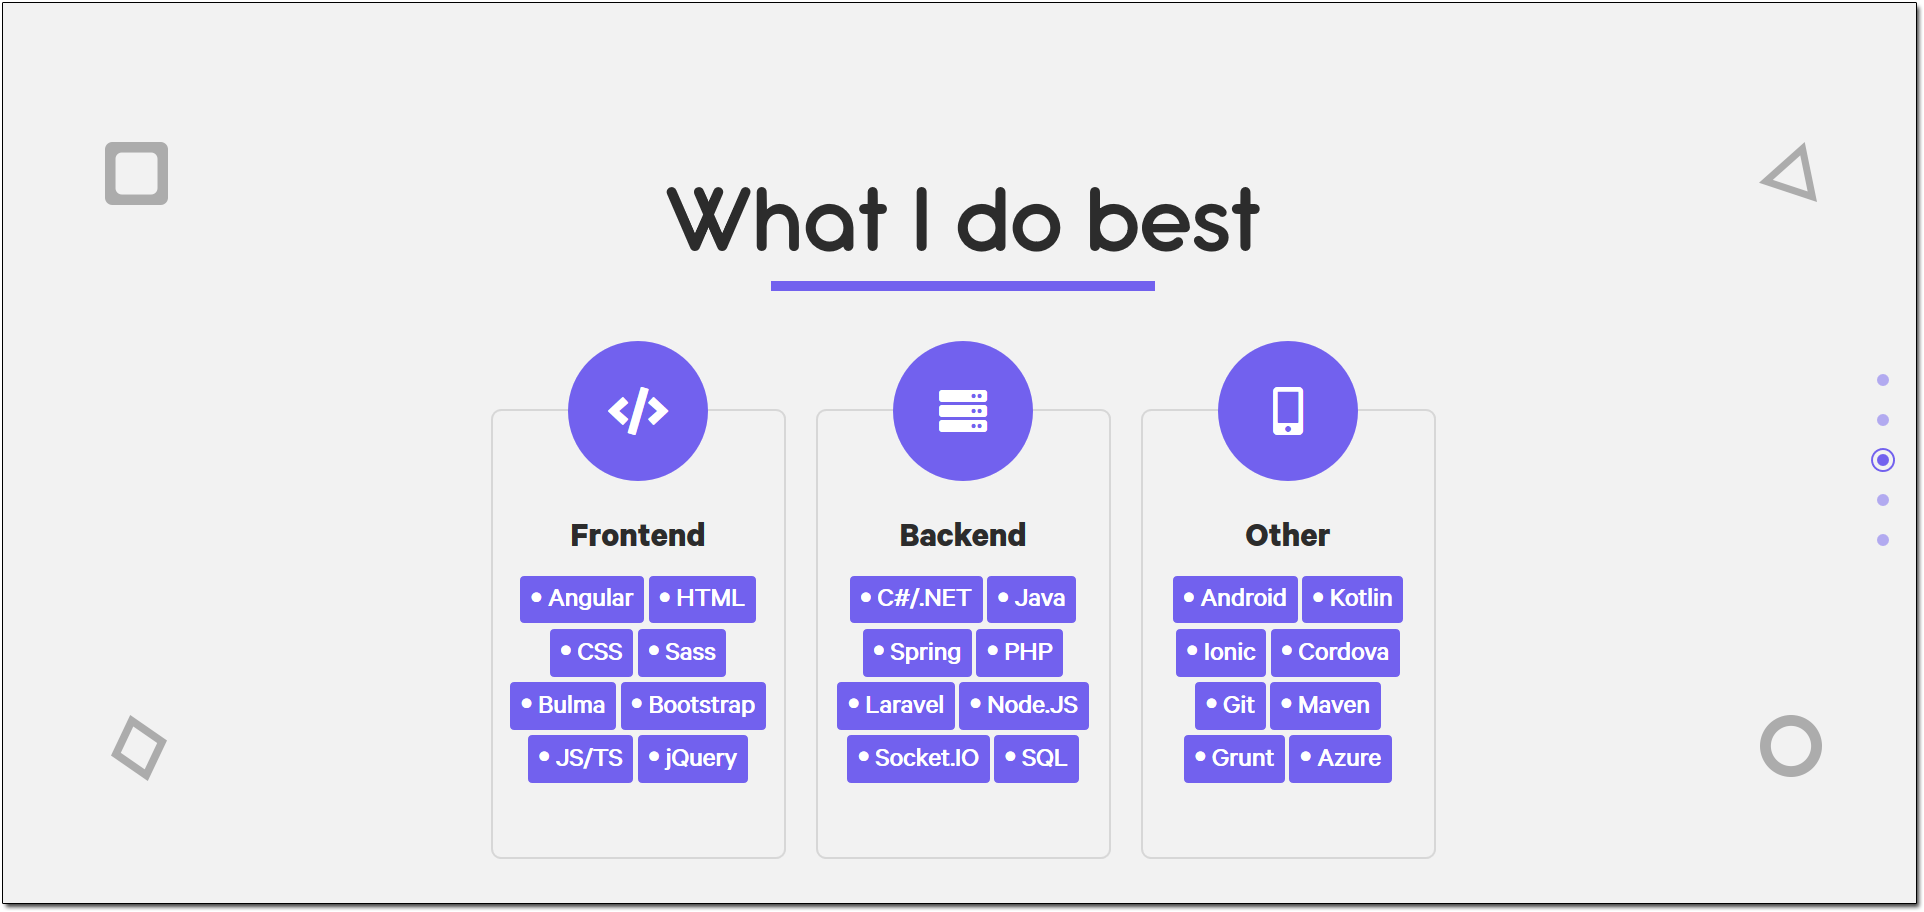 What I do best
Frontend
• Angular • HTML
• CSS • Sass
• Bulma • Bootstrap
• JS/TS • jQuery
Backend
• C#/.NET • Java
• Spring • PHP
• Laravel • Node.JS
• Socket.IO • SQL
Other
• Android • Kotlin
• Ionic • Cordova
• Git • Maven
• Grunt • Azure